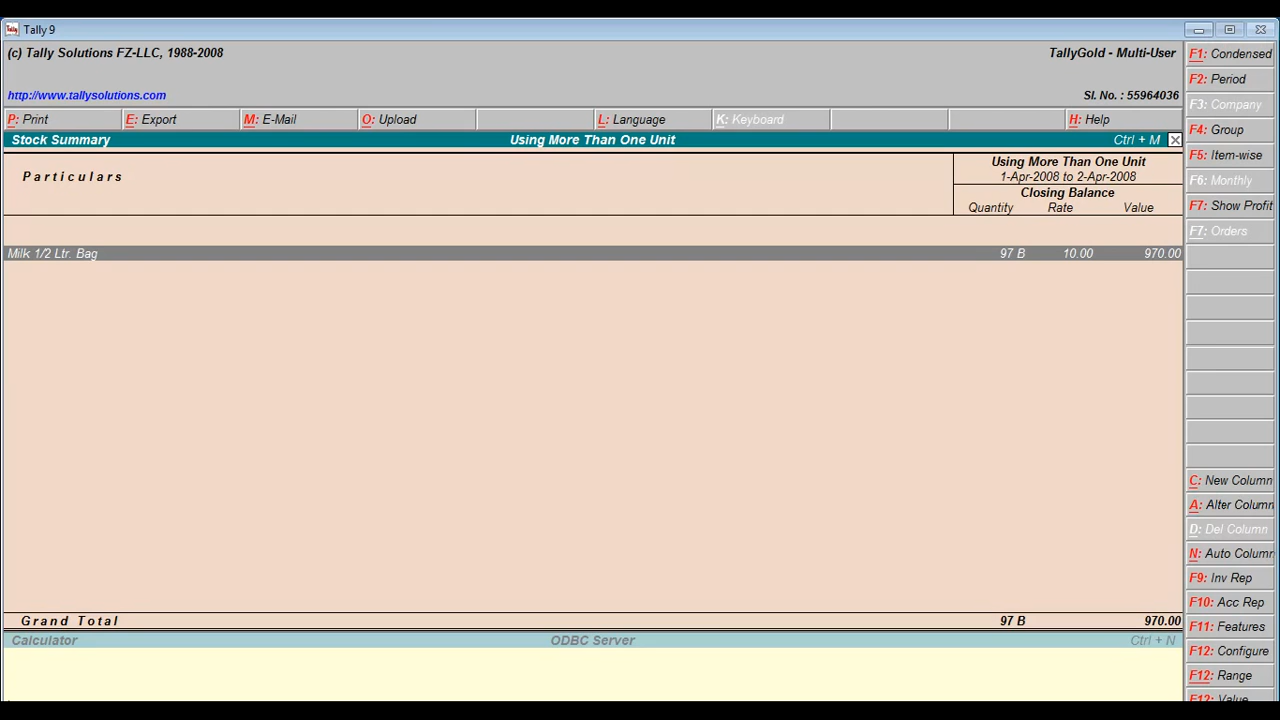 Tally 9
(c) Tally Solutions FZ-LLC, 1988-2008
TallyGold - Multi-User
http://www.tallysolutions.com
Sl. No. : 55964036
P: Print E: Export M: E-Mail O: Upload L: Language K: Keyboard H: Help
Stock Summary Using More Than One Unit Ctrl + M
Particulars
Using More Than One Unit
1-Apr-2008 to 2-Apr-2008
Closing Balance
Quantity Rate Value
Milk 1/2 Ltr. Bag 97 B 10.00 970.00
Grand Total 97 B 970.00
Calculator ODBC Server Ctrl + N
F1: Condensed
F2: Period
F3: Company
F4: Group
F5: Item-wise
F6: Monthly
F7: Show Profit
F7: Orders
C: New Column
A: Alter Column
D: Del Column
N: Auto Column
F9: Inv Rep
F10: Acc Rep
F11: Features
F12: Configure
F12: Range
F12: Value